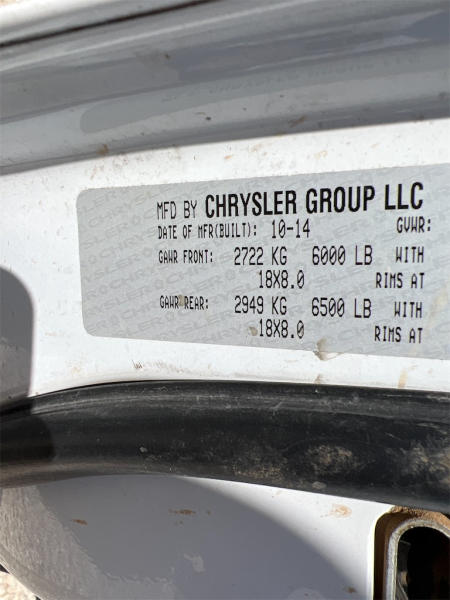 MFD BY CHRYSLER GROUP LLC
DATE OF MFR(BUILT): 10-14 GVWR:
GAWR FRONT: 2722 KG 6000 LB WITH
18X8.0 RIMS AT
GAWR REAR: 2949 KG 6500 LB WITH
18X8.0 RIMS AT